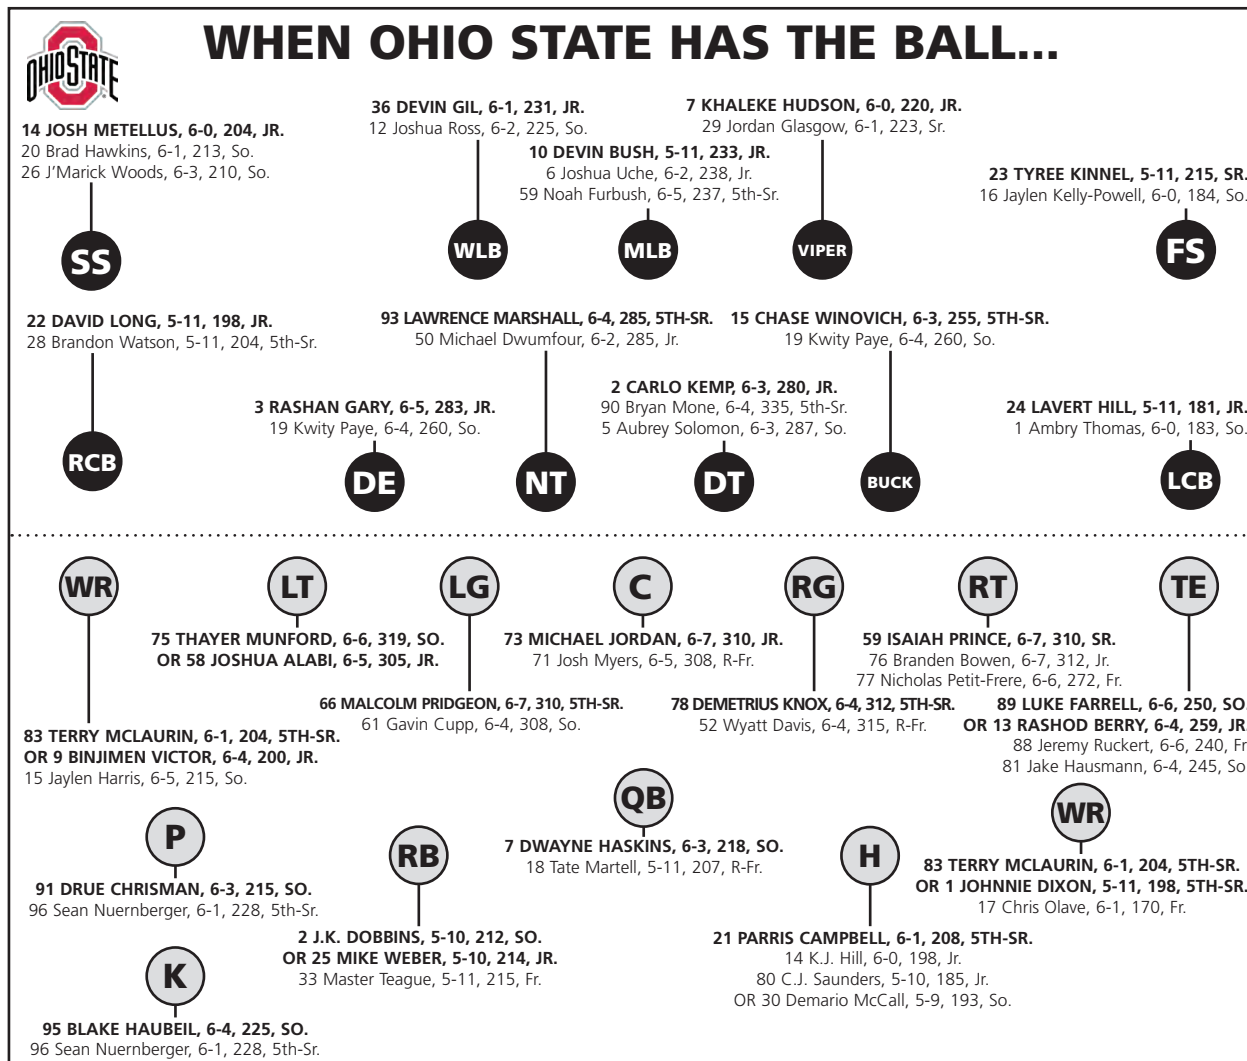 OHIO STATE
WHEN OHIO STATE HAS THE BALL...
14 JOSH METELLUS, 6-0, 204, JR.
20 Brad Hawkins, 6-1, 213, So.
26 J'Marick Woods, 6-3, 210, So.
SS
36 DEVIN GIL, 6-1, 231, JR.
12 Joshua Ross, 6-2, 225, So.
WLB
10 DEVIN BUSH, 5-11, 233, JR.
6 Joshua Uche, 6-2, 238, Jr.
59 Noah Furbush, 6-5, 237, 5th-Sr.
MLB
7 KHALEKE HUDSON, 6-0, 220, JR.
29 Jordan Glasgow, 6-1, 223, Sr.
VIPER
23 TYREE KINNEL, 5-11, 215, SR.
16 Jaylen Kelly-Powell, 6-0, 184, So.
FS
22 DAVID LONG, 5-11, 198, JR.
28 Brandon Watson, 5-11, 204, 5th-Sr.
RCB
3 RASHAN GARY, 6-5, 283, JR.
19 Kwity Paye, 6-4, 260, So.
DE
93 LAWRENCE MARSHALL, 6-4, 285, 5TH-SR.
50 Michael Dwumfour, 6-2, 285, Jr.
NT
2 CARLO KEMP, 6-3, 280, JR.
90 Bryan Mone, 6-4, 335, 5th-Sr.
5 Aubrey Solomon, 6-3, 287, So.
DT
15 CHASE WINOVICH, 6-3, 255, 5TH-SR.
19 Kwity Paye, 6-4, 260, So.
BUCK
24 LAVERT HILL, 5-11, 181, JR.
1 Ambry Thomas, 6-0, 183, So.
LCB
WR
83 TERRY MCLAURIN, 6-1, 204, 5TH-SR.
OR 9 BINJIMEN VICTOR, 6-4, 200, JR.
15 Jaylen Harris, 6-5, 215, So.
LT
75 THAYER MUNFORD, 6-6, 319, SO.
OR 58 JOSHUA ALABI, 6-5, 305, JR.
LG
66 MALCOLM PRIDGEON, 6-7, 310, 5TH-SR.
61 Gavin Cupp, 6-4, 308, So.
C
73 MICHAEL JORDAN, 6-7, 310, JR.
71 Josh Myers, 6-5, 308, R-Fr.
RG
78 DEMETRIUS KNOX, 6-4, 312, 5TH-SR.
52 Wyatt Davis, 6-4, 315, R-Fr.
RT
59 ISAIAH PRINCE, 6-7, 310, SR.
76 Branden Bowen, 6-7, 312, Jr.
77 Nicholas Petit-Frere, 6-6, 272, Fr.
TE
89 LUKE FARRELL, 6-6, 250, SO.
OR 13 RASHOD BERRY, 6-4, 259, JR.
88 Jeremy Ruckert, 6-6, 240, Fr
81 Jake Hausmann, 6-4, 245, So
P
91 DRUE CHRISMAN, 6-3, 215, SO.
96 Sean Nuernberger, 6-1, 228, 5th-Sr.
RB
2 J.K. DOBBINS, 5-10, 212, SO.
OR 25 MIKE WEBER, 5-10, 214, JR.
33 Master Teague, 5-11, 215, Fr.
QB
7 DWAYNE HASKINS, 6-3, 218, SO.
18 Tate Martell, 5-11, 207, R-Fr.
H
21 PARRIS CAMPBELL, 6-1, 208, 5TH-SR.
14 K.J. Hill, 6-0, 198, Jr.
80 C.J. Saunders, 5-10, 185, Jr.
OR 30 Demario McCall, 5-9, 193, So.
WR
83 TERRY MCLAURIN, 6-1, 204, 5TH-SR.
OR 1 JOHNNIE DIXON, 5-11, 198, 5TH-SR.
17 Chris Olave, 6-1, 170, Fr.
K
95 BLAKE HAUBEIL, 6-4, 225, SO.
96 Sean Nuernberger, 6-1, 228, 5th-Sr.